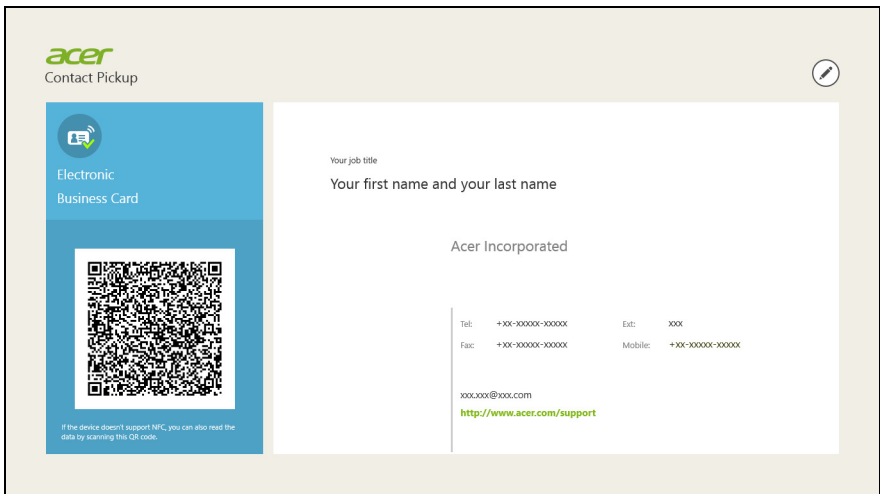 acer
Contact Pickup
Electronic
Business Card
If the device doesn't support NFC, you can also read the
data by scanning this QR code.
Your job title
Your first name and your last name
Acer Incorporated
Tel: +xx-xxxxx-xxxxx Ext: xxx
Fax: +xx-xxxxx-xxxxx Mobile: +xx-xxxxx-xxxxx
xxx.xxx@xxx.com
http://www.acer.com/support